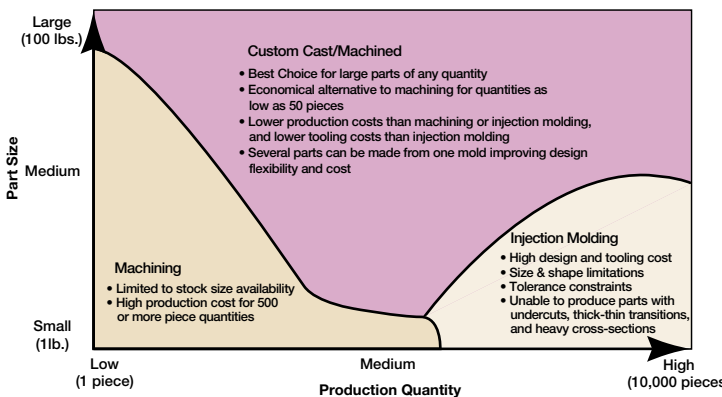 Large
(100 lbs.)
Custom Cast/Machined
• Best Choice for large parts of any quantity
• Economical alternative to machining for quantities as
low as 50 pieces
• Lower production costs than machining or injection molding,
and lower tooling costs than injection molding
• Several parts can be made from one mold improving design
flexibility and cost
Part Size
Medium
Machining
• Limited to stock size availability
• High production cost for 500
or more piece quantities
Injection Molding
• High design and tooling cost
• Size & shape limitations
• Tolerance constraints
• Unable to produce parts with
undercuts, thick-thin transitions,
and heavy cross-sections
Small
(1lb.)
Low
(1 piece)
Medium
High
(10,000 pieces
Production Quantity